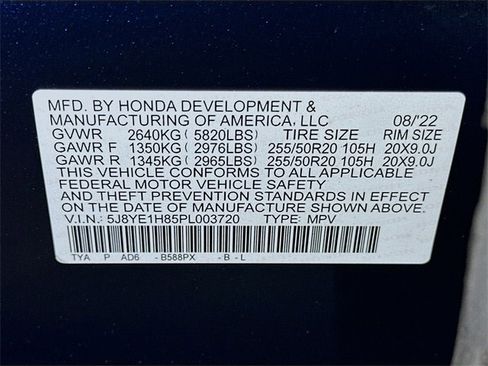 MFD. BY HONDA DEVELOPMENT &
MANUFACTURING OF AMERICA, LLC 08/'22
GVWR 2640KG ( 5820LBS) TIRE SIZE RIM SIZE
GAWR F 1350KG ( 2976LBS) 255/50R20 105H 20X9.0J
GAWR R 1345KG ( 2965LBS) 255/50R20 105H 20X9.0J
THIS VEHICLE CONFORMS TO ALL APPLICABLE
FEDERAL MOTOR VEHICLE SAFETY
STANDARDS IN EFFECT
ON THE DATE OF MANUFACTURE SHOWN ABOVE.
V.I.N.: 5J8YE1H85PL003720 TYPE: MPV
TYA P AD6 - B588PX - B - L